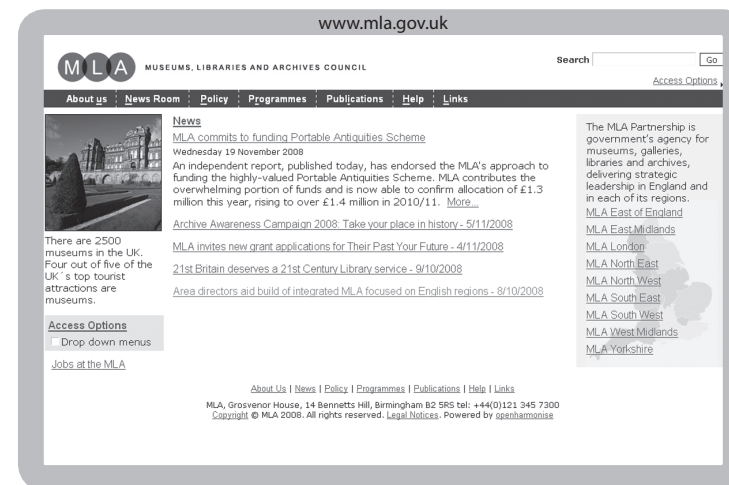 www.mla.gov.uk
MLA MUSEUMS, LIBRARIES AND ARCHIVES COUNCIL
Search Go
Access Options
About us News Room Policy Programmes Publications Help Links
There are 2500
museums in the UK.
Four out of five of the
UK´s top tourist
attractions are
museums.
Access Options
Drop down menus
Jobs at the MLA
News
MLA commits to funding Portable Antiquities Scheme
Wednesday 19 November 2008
An independent report, published today, has endorsed the MLA's approach to
funding the highly-valued Portable Antiquities Scheme. MLA contributes the
overwhelming portion of funds and is now able to confirm allocation of £1.3
million this year, rising to over £1.4 million in 2010/11. More...
Archive Awareness Campaign 2008: Take your place in history - 5/11/2008
MLA invites new grant applications for Their Past Your Future - 4/11/2008
21st Britain deserves a 21st Century Library service - 9/10/2008
Area directors aid build of integrated MLA focused on English regions - 8/10/2008
The MLA Partnership is
government's agency for
museums, galleries,
libraries and archives,
delivering strategic
leadership in England and
in each of its regions.
MLA East of England
MLA East Midlands
MLA London
MLA North East
MLA North West
MLA South East
MLA South West
MLA West Midlands
MLA Yorkshire
About Us | News | Policy | Programmes | Publications | Help | Links
MLA, Grosvenor House, 14 Bennetts Hill, Birmingham B2 5RS tel: +44(0)121 345 7300
Copyright © MLA 2008. All rights reserved. Legal Notices. Powered by openharmonise